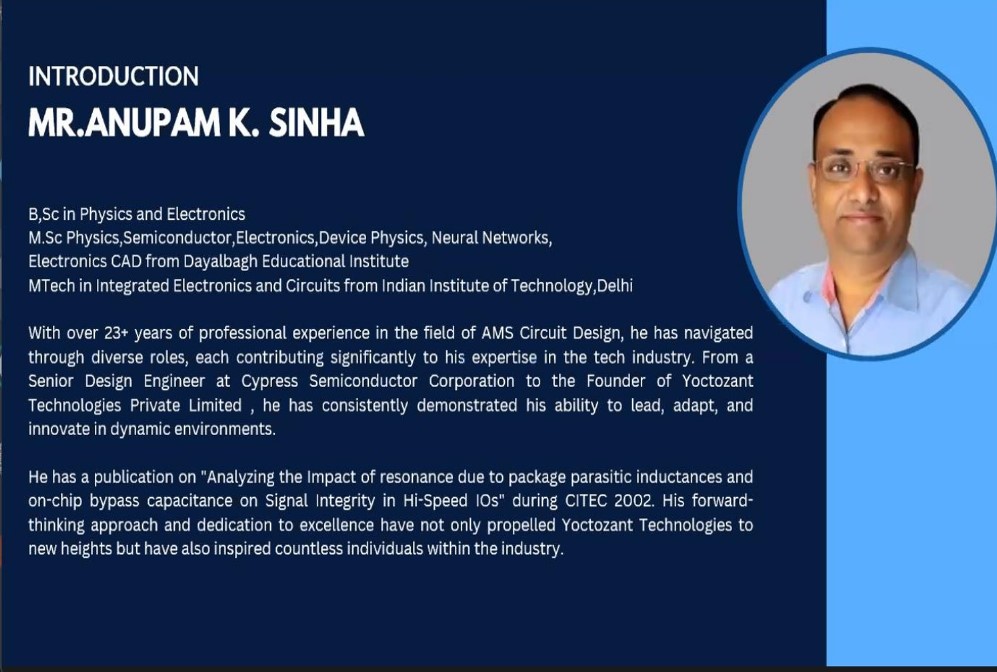 INTRODUCTION
MR.ANUPAM K. SINHA
B,Sc in Physics and Electronics
M.Sc Physics,Semiconductor,Electronics,Device Physics, Neural Networks,
Electronics CAD from Dayalbagh Educational Institute
MTech in Integrated Electronics and Circuits from Indian Institute of Technology,Delhi
With over 23+ years of professional experience in the field of AMS Circuit Design, he has navigated
through diverse roles, each contributing significantly to his expertise in the tech industry. From a
Senior Design Engineer at Cypress Semiconductor Corporation to the Founder of Yoctozant
Technologies Private Limited , he has consistently demonstrated his ability to lead, adapt, and
innovate in dynamic environments.
He has a publication on "Analyzing the Impact of resonance due to package parasitic inductances and
on-chip bypass capacitance on Signal Integrity in Hi-Speed IOs" during CITEC 2002. His forward-
thinking approach and dedication to excellence have not only propelled Yoctozant Technologies to
new heights but have also inspired countless individuals within the industry.